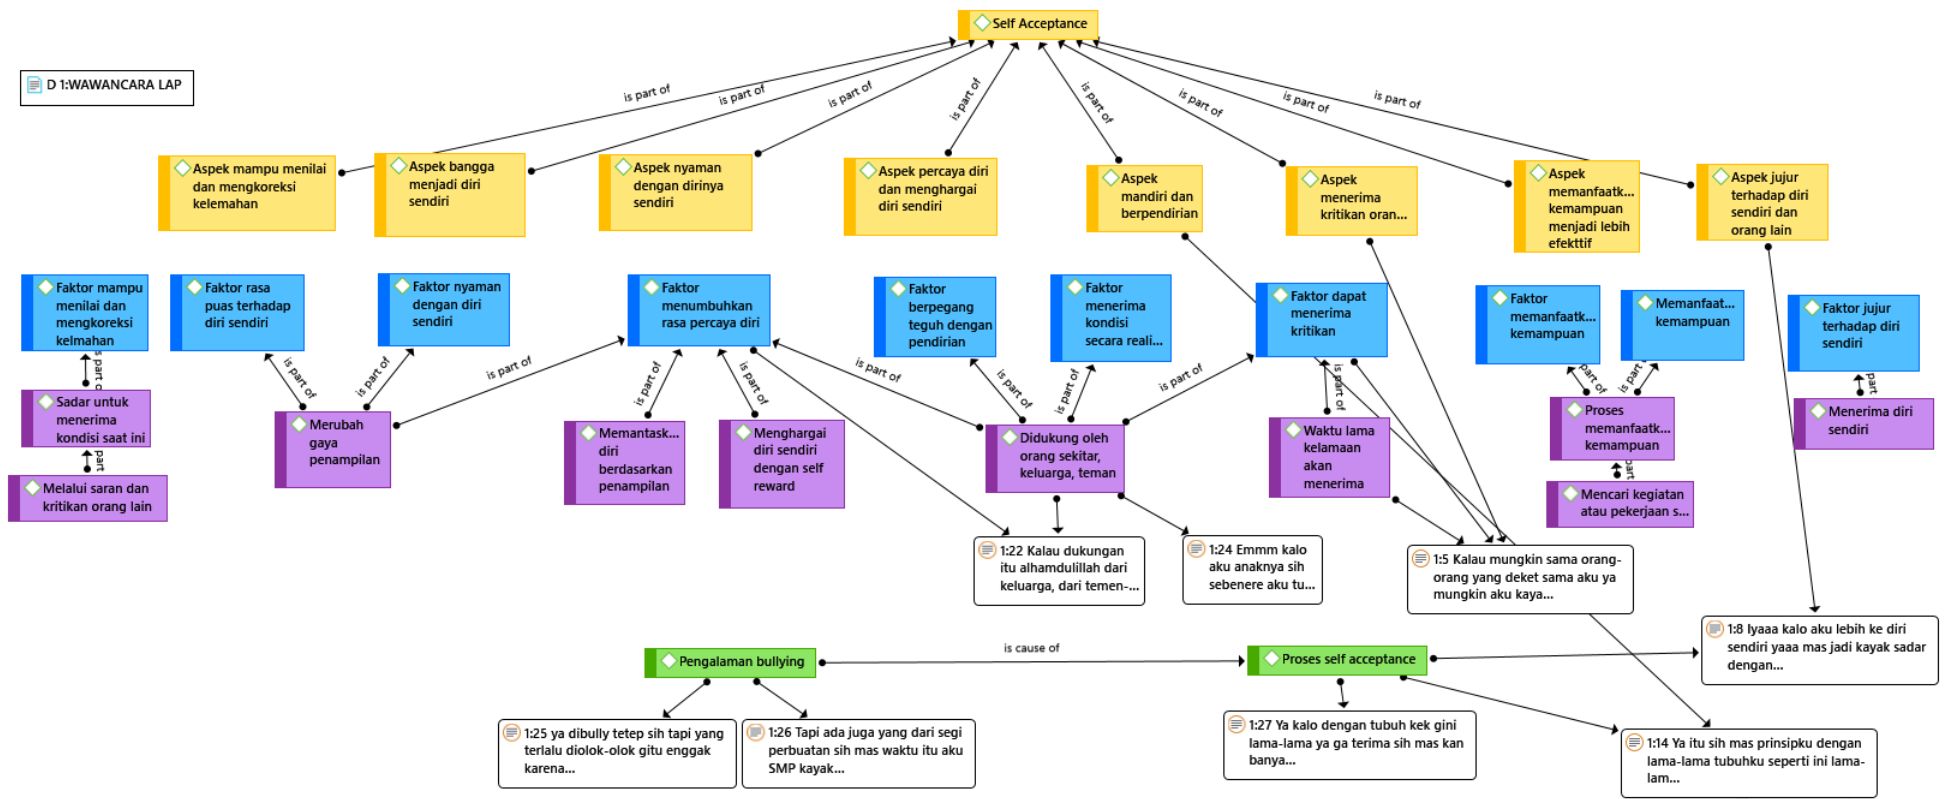 Self Acceptance
D 1:WAWANCARA LAP
is part of
is part of
is part of
is part of
is part of
is part of
is part of
is part of
Aspek mampu menilai
dan mengkoreksi
kelemahan
Aspek bangga
menjadi diri
sendiri
Aspek nyaman
dengan dirinya
sendiri
Aspek percaya diri
dan menghargai
diri sendiri
Aspek
mandiri dan
berpendirian
Aspek
menerima
kritikan oran...
Aspek
memanfaatk...
kemampuan
menjadi lebih
efekttif
Aspek jujur
terhadap diri
sendiri dan
orang lain
Faktor mampu
menilai dan
mengkoreksi
kelmahan
Faktor rasa
puas terhadap
diri sendiri
Faktor nyaman
dengan diri
sendiri
Faktor
menumbuhkan
rasa percaya diri
Faktor
berpegang
teguh dengan
pendirian
Faktor
menerima
kondisi
secara reali...
Faktor dapat
menerima
kritikan
Faktor
memanfaatk...
kemampuan
Memanfaat...
kemampuan
Faktor jujur
terhadap diri
sendiri
s part o
is part of
is part of
is part of
is part of
is part of
is part of
is part of
is part of
is part of
is part of
part of
is part
part
Sadar untuk
menerima
kondisi saat ini
part
Melalui saran dan
kritikan orang lain
Merubah
gaya
penampilan
Memantask...
diri
berdasarkan
penampilan
Menghargai
diri sendiri
dengan self
reward
Didukung oleh
orang sekitar,
keluarga, teman
Waktu lama
kelamaan
akan
menerima
Proses
memanfaatk...
kemampuan
part
Mencari kegiatan
atau pekerjaan s...
Menerima diri
sendiri
1:22 Kalau dukungan
itu alhamdulillah dari
keluarga, dari temen-...
1:24 Emmm kalo
aku anaknya sih
sebenere aku tu...
1:5 Kalau mungkin sama orang-
orang yang deket sama aku ya
mungkin aku kaya...
1:8 Iyaaa kalo aku lebih ke diri
sendiri yaaa mas jadi kayak sadar
dengan...
Pengalaman bullying
is cause of
Proses self acceptance
1:25 ya dibully tetep sih tapi yang
terlalu diolok-olok gitu enggak
karena...
1:26 Tapi ada juga yang dari segi
perbuatan sih mas waktu itu aku
SMP kayak...
1:27 Ya kalo dengan tubuh kek gini
lama-lama ya ga terima sih mas kan
banya...
1:14 Ya itu sih mas prinsipku dengan
lama-lama tubuhku seperti ini lama-
lam...